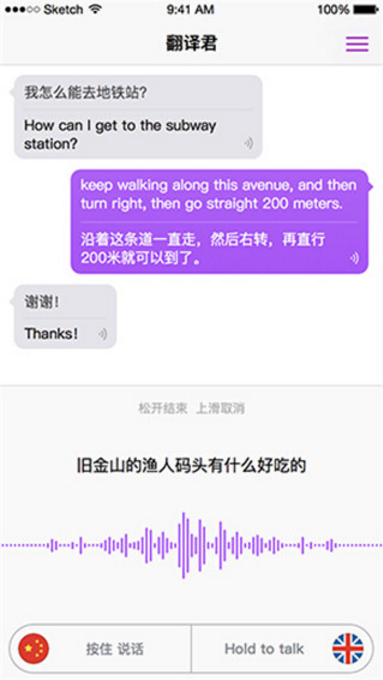 Sketch 9:41 AM 100%
翻译君
我怎么能去地铁站?
How can I get to the subway
station?
keep walking along this avenue, and then
turn right, then go straight 200 meters.
沿着这条道一直走，然后右转，再直行
200米就可以到了。
谢谢!
Thanks!
松开结束 上滑取消
旧金山的渔人码头有什么好吃的
按住 说话 Hold to talk